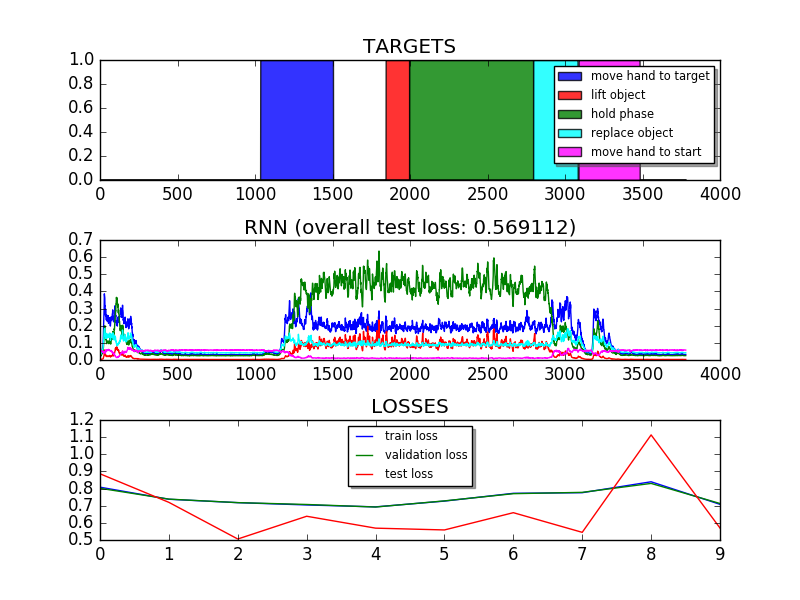 TARGETS
1.0
0.8
0.6
0.4
0.2
0.0
move hand to target
lift object
hold phase
replace object
move hand to start
0 500 1000 1500 2000 2500 3000 3500 4000
RNN (overall test loss: 0.569112)
0.7
0.6
0.5
0.4
0.3
0.2
0.1
0.0
0 500 1000 1500 2000 2500 3000 3500 4000
LOSSES
1.2
1.1
1.0
0.9
0.8
0.7
0.6
0.5
train loss
validation loss
test loss
0 1 2 3 4 5 6 7 8 9